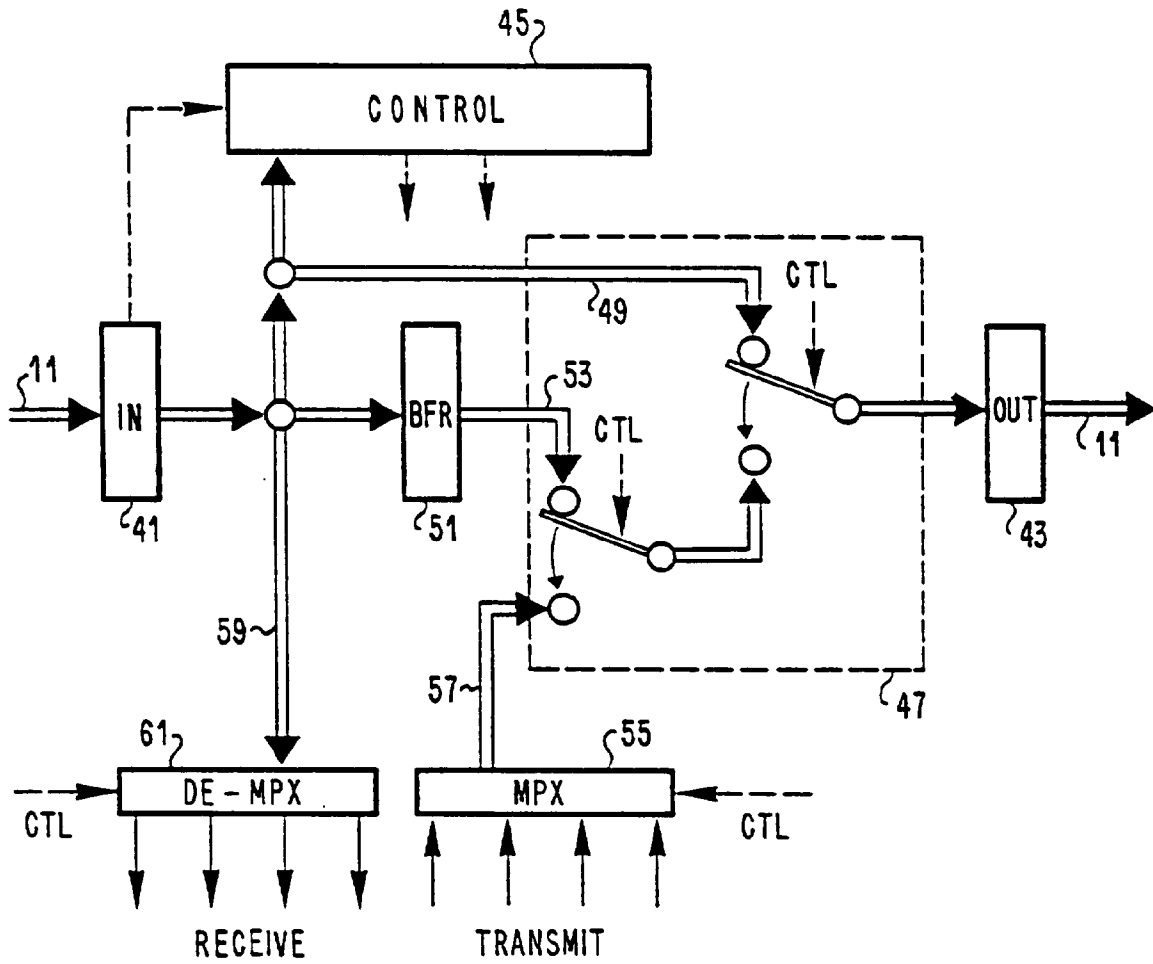 45
CONTROL
CTL
49
11
IN
BFR
53
CTL
OUT
11
41
51
43
59
57
47
61
55
DE-MPX
MPX
CTL
CTL
RECEIVE
TRANSMIT